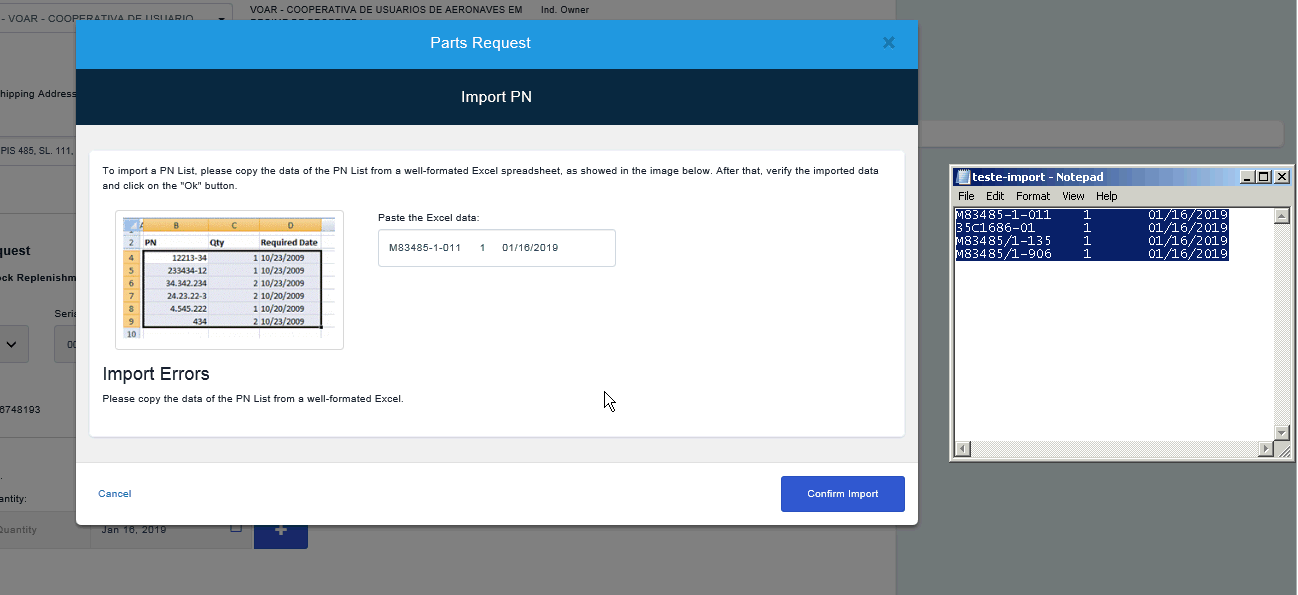 - VOAR - COOPERATIVA DE USUARIO
VOAR - COOPERATIVA DE USUARIOS DE AERONAVES EM
Ind. Owner
Parts Request
Import PN
hipping Address
PIS 485, SL. 111,
To import a PN List, please copy the data of the PN List from a well-formated Excel spreadsheet, as showed in the image below. After that, verify the imported data
and click on the "Ok" button.
A B C D
2 PN Qty Required Date
4 12213-34 1 10/23/2009
5 233434-12 1 10/23/2009
6 34.342.234 2 10/23/2009
7 24.23.22-3 2 10/20/2009
8 4.545.222 1 10/20/2009
9 434 2 10/23/2009
10
Paste the Excel data:
M83485-1-011 1 01/16/2019
Import Errors
Please copy the data of the PN List from a well-formated Excel.
Cancel
Confirm Import
quest
ck Replenishm
Seria
00
6748193
antity:
Quantity
Jan 16, 2019
+
teste-import - Notepad
File Edit Format View Help
M83485-1-011 1 01/16/2019
35C1686-01 1 01/16/2019
M83485/1-135 1 01/16/2019
M83485/1-906 1 01/16/2019